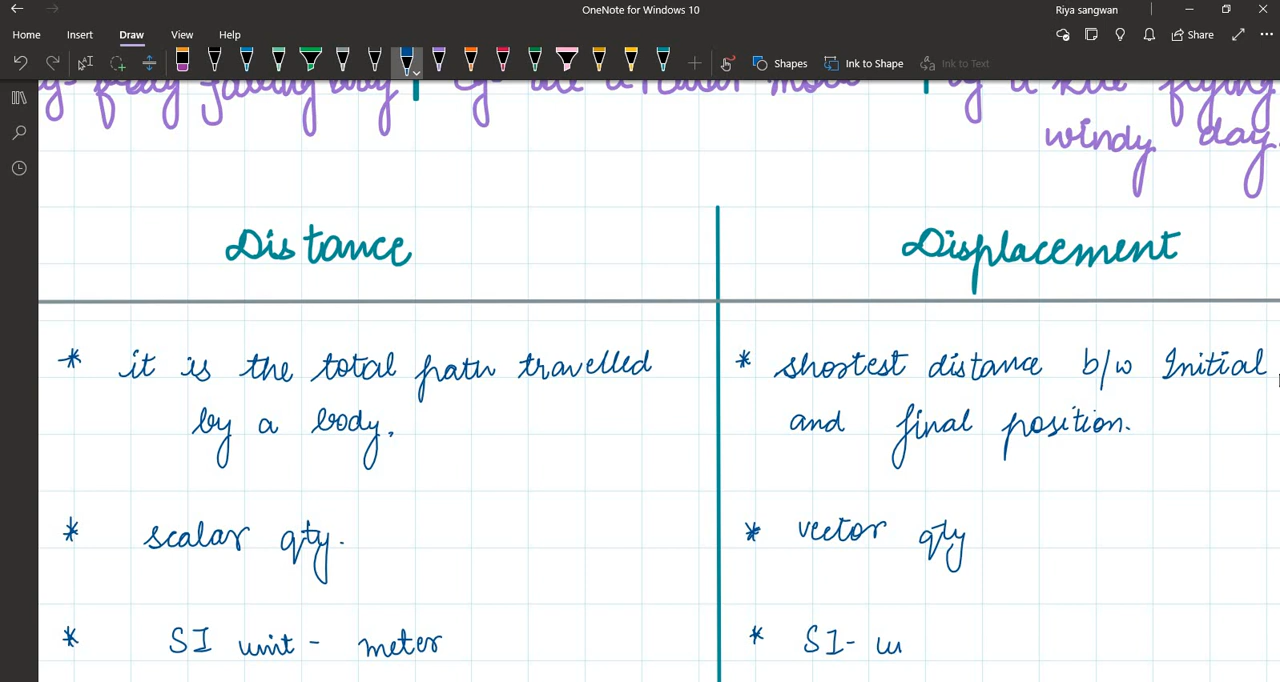 OneNote for Windows 10
Riya sangwan
Home Insert Draw View Help
Share
Shapes Ink to Shape Ink to Text
a kite flying
windy day.
Distance Displacement
* it is the total path travelled
by a body.
* shortest distance b/w Initial
and final position.
* scalar qty. * vector qty
* SI unit - meter * SI- u